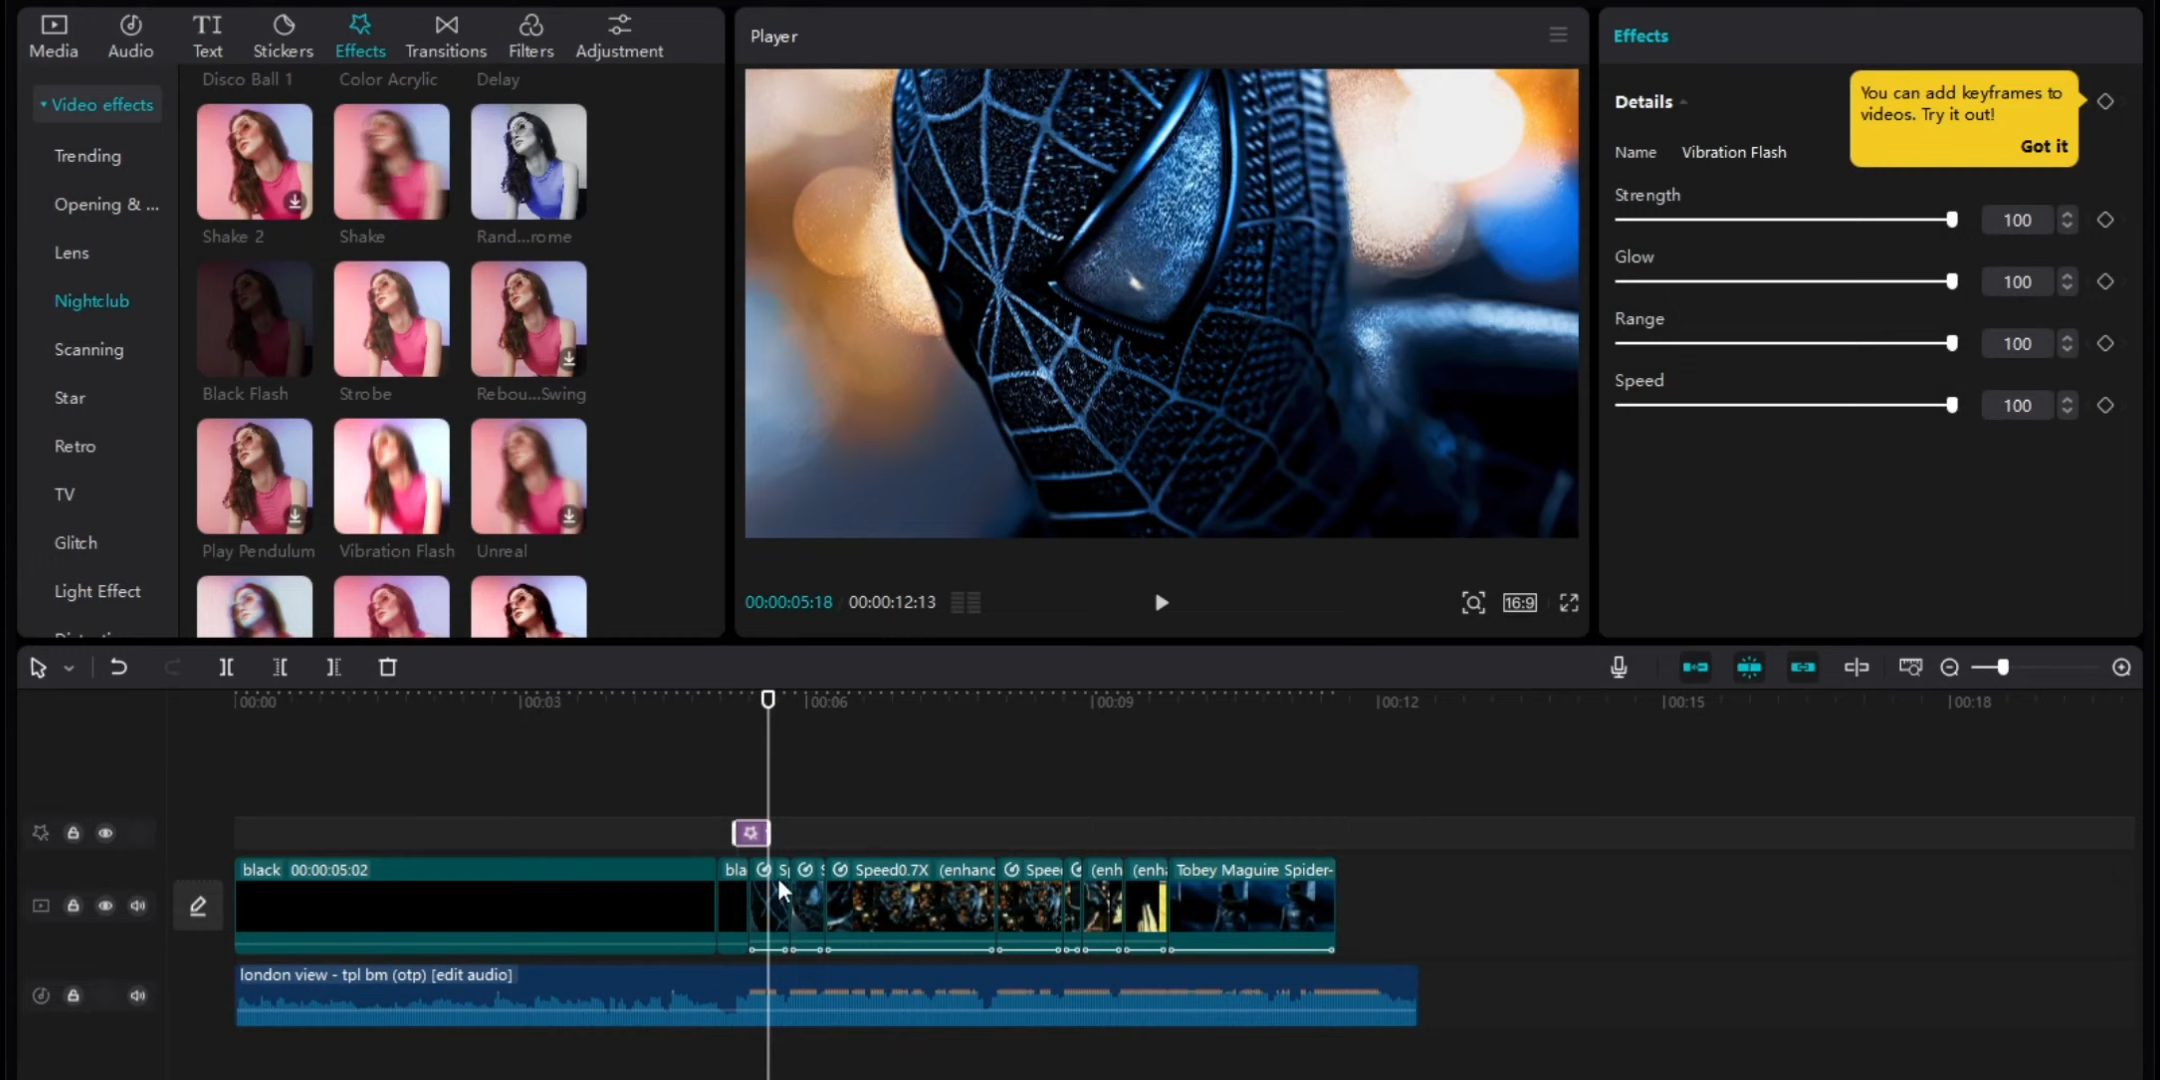 Media
Audio
TI
Text
Stickers
Effects
Transitions
Filters
Adjustment
Video effects
Trending
Opening & ...
Lens
Nightclub
Scanning
Star
Retro
TV
Glitch
Light Effect
Disco Ball 1
Color Acrylic
Delay
Shake 2
Shake
Rand...rome
Black Flash
Strobe
Rebou...Swing
Play Pendulum
Vibration Flash
Unreal
Player
00:00:05:18
00:00:12:13
16:9
Effects
Details
You can add keyframes to
videos. Try it out!
Got it
Name
Vibration Flash
Strength
100
Glow
100
Range
100
Speed
100
00:00
00:03
00:06
00:09
00:12
00:15
00:18
black 00:00:05:02
bla
Sp
S
Speed0.7X (enhanc
Speed
(enh
(enha
Tobey Maguire Spider-
london view - tpl bm (otp) [edit audio]